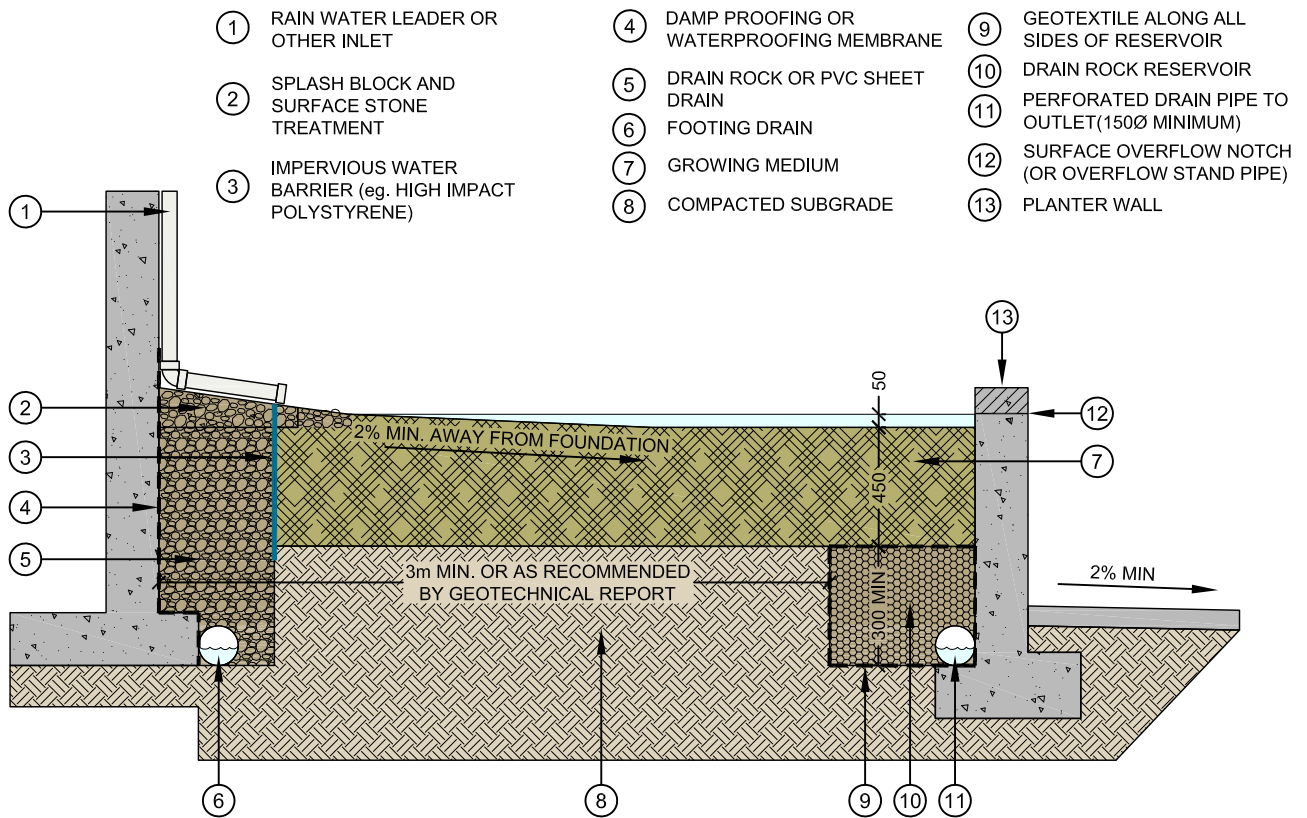 1
RAIN WATER LEADER OR
OTHER INLET
2
SPLASH BLOCK AND
SURFACE STONE
TREATMENT
3
IMPERVIOUS WATER
BARRIER (eg. HIGH IMPACT
POLYSTYRENE)
4
DAMP PROOFING OR
WATERPROOFING MEMBRANE
5
DRAIN ROCK OR PVC SHEET
DRAIN
6
FOOTING DRAIN
7
GROWING MEDIUM
8
COMPACTED SUBGRADE
9
GEOTEXTILE ALONG ALL
SIDES OF RESERVOIR
10
DRAIN ROCK RESERVOIR
11
PERFORATED DRAIN PIPE TO
OUTLET(150Ø MINIMUM)
12
SURFACE OVERFLOW NOTCH
(OR OVERFLOW STAND PIPE)
13
PLANTER WALL
1
2
3
4
5
13
12
7
50
450
300 MIN
2% MIN. AWAY FROM FOUNDATION
3m MIN. OR AS RECOMMENDED
BY GEOTECHNICAL REPORT
2% MIN
6
8
9
10
11